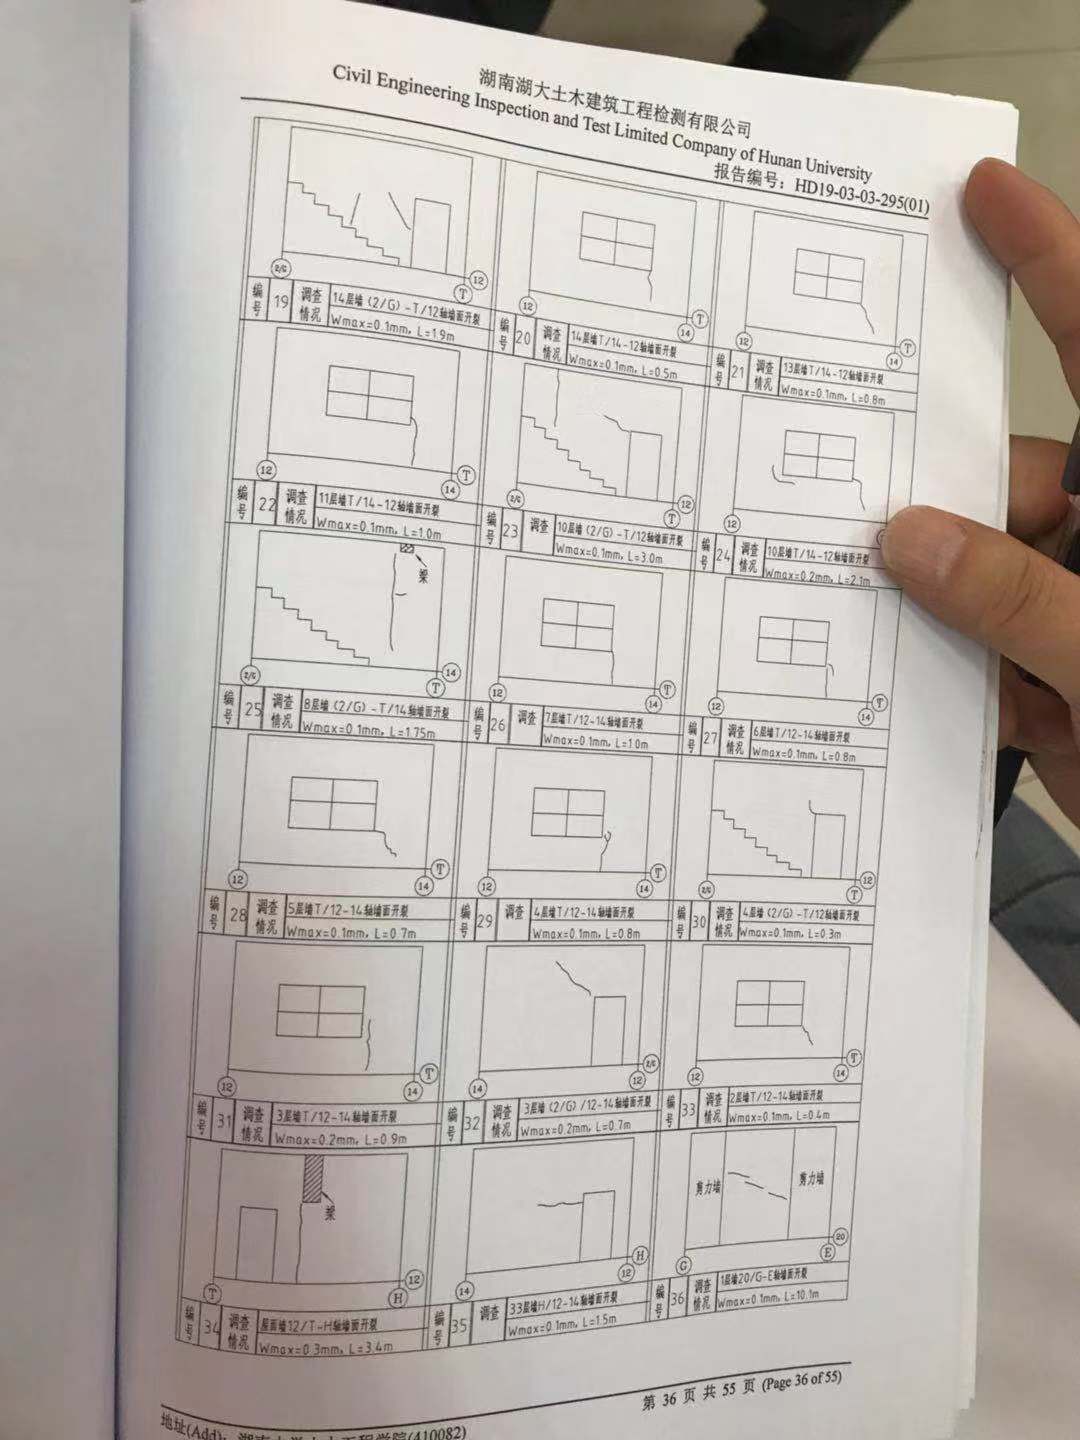 湖南湖大土木建筑工程检测有限公司
Civil Engineering Inspection and Test Limited Company of Hunan University
报告编号：HD19-03-03-295(01)
2/G 12 T
编号 19 调查情况 14层墙（2/G）-T/12轴墙面开裂
Wmax=0.1mm, L=1.9m
12 14 T
编号 20 调查情况 14层墙T/14-12轴墙面开裂
Wmax=0.1mm, L=0.5m
12 14 T
编号 21 调查情况 13层墙T/14-12轴墙面开裂
Wmax=0.1mm, L=0.8m
12 14 T
编号 22 调查情况 11层墙T/14-12轴墙面开裂
Wmax=0.1mm, L=1.0m
2/G 12 T
编号 23 调查 10层墙（2/G）-T/12轴墙面开裂
Wmax=0.1mm, L=3.0m
12
编号 24 调查情况 10层墙T/14-12轴墙面开裂
Wmax=0.2mm, L=2.1m
梁
2/G 14 T
编号 25 调查情况 8层墙（2/G）-T/14轴墙面开裂
Wmax=0.1mm, L=1.75m
12 14 T
编号 26 调查 7层墙T/12-14轴墙面开裂
Wmax=0.1mm, L=1.0m
12 14 T
编号 27 调查情况 6层墙T/12-14轴墙面开裂
Wmax=0.1mm, L=0.8m
12 14 T
编号 28 调查情况 5层墙T/12-14轴墙面开裂
Wmax=0.1mm, L=0.7m
12 14 T
编号 29 调查 4层墙T/12-14轴墙面开裂
Wmax=0.1mm, L=0.8m
2/G 12 T
编号 30 调查情况 4层墙（2/G）-T/12轴墙面开裂
Wmax=0.1mm, L=0.3m
12 14 T
编号 31 调查情况 3层墙T/12-14轴墙面开裂
Wmax=0.2mm, L=0.9m
14 12 2/G
编号 32 调查情况 3层墙（2/G）/12-14轴墙面开裂
Wmax=0.2mm, L=0.7m
12 14 T
编号 33 调查情况 2层墙T/12-14轴墙面开裂
Wmax=0.1mm, L=0.4m
梁
T H 12
编号 34 调查情况 屋面墙12/T-H轴墙面开裂
Wmax=0.3mm, L=3.4m
14 12 H
编号 35 调查 33层墙H/12-14轴墙面开裂
Wmax=0.1mm, L=1.5m
剪力墙 剪力墙
G E 20
编号 36 调查情况 1层墙20/G-E轴墙面开裂
Wmax=0.1mm, L=10.1m
第 36 页 共 55 页 (Page 36 of 55)
地址(Add)：湖南大学土木工程学院(410082)